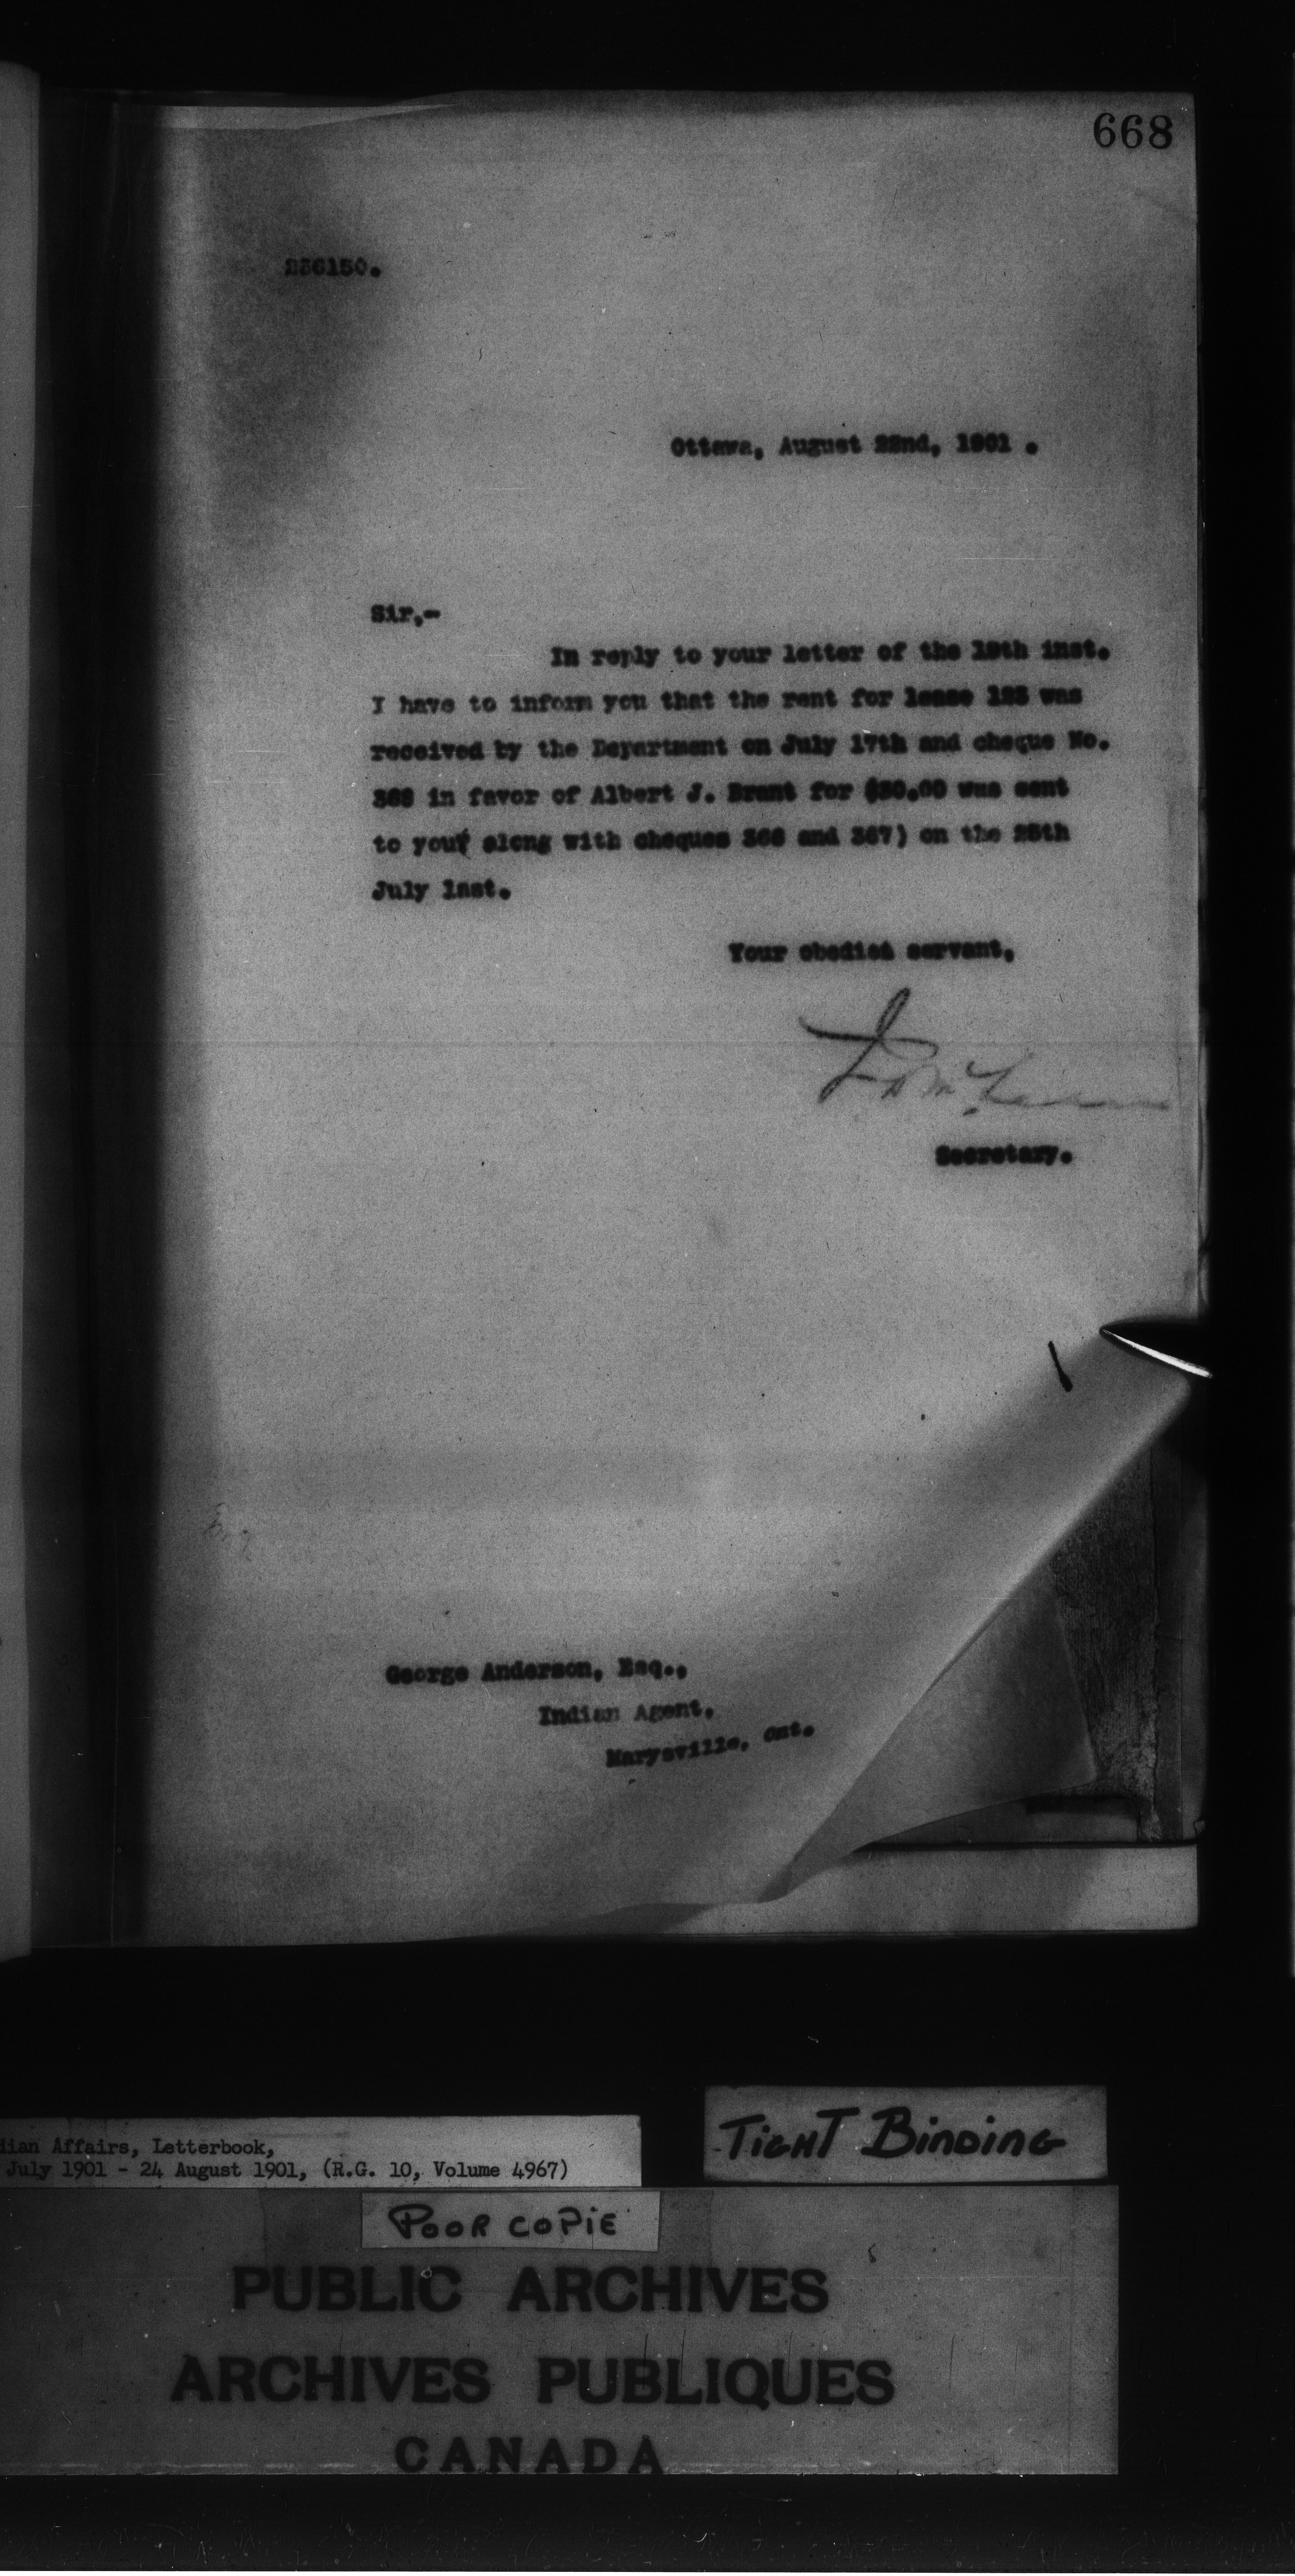 668
236150.
Ottawa, August 22nd, 1901 .
Sir,-
In reply to your letter of the 19th inst.
I have to inform you that the rent for lease 123 was
received by the Department on July 17th and cheque No.
368 in favor of Albert J. Brant for $30.00 was sent
to you( along with cheques 366 and 367) on the 25th
July last.
Your obedient servant,
J D McLean
Secretary.
George Anderson, Esq.,
Indian Agent,
Marysville, Ont.
TIGHT BINDING
dian Affairs, Letterbook,
July 1901 - 24 August 1901, (R.G. 10, Volume 4967)
POOR COPIE
PUBLIC ARCHIVES
ARCHIVES PUBLIQUES
CANADA